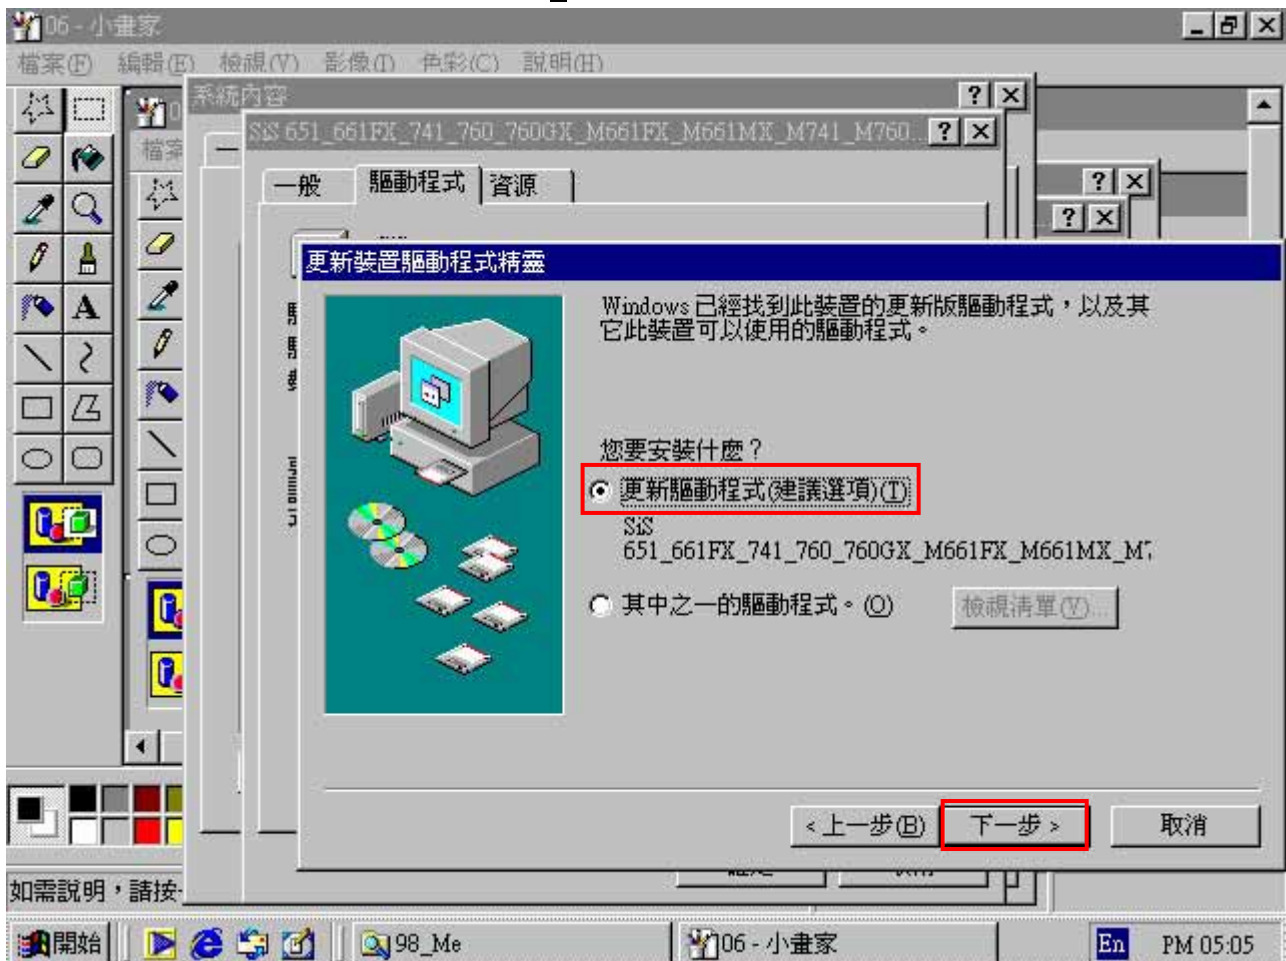 06 - 小畫家
檔案(F) 編輯(E) 檢視(V) 影像(I) 色彩(C) 說明(H)
系統內容
SiS 651_661FX_741_760_760GX_M661FX_M661MX_M741_M760...
一般 驅動程式 資源
更新裝置驅動程式精靈
Windows 已經找到此裝置的更新版驅動程式，以及其
它此裝置可以使用的驅動程式。
您要安裝什麼？
更新驅動程式(建議選項)(T)
SiS
651_661FX_741_760_760GX_M661FX_M661MX_M7
其中之一的驅動程式。(O) 檢視清單(V)...
<上一步(B) 下一步 > 取消
如需說明，請按
開始 98_Me 06 - 小畫家 En PM 05:05